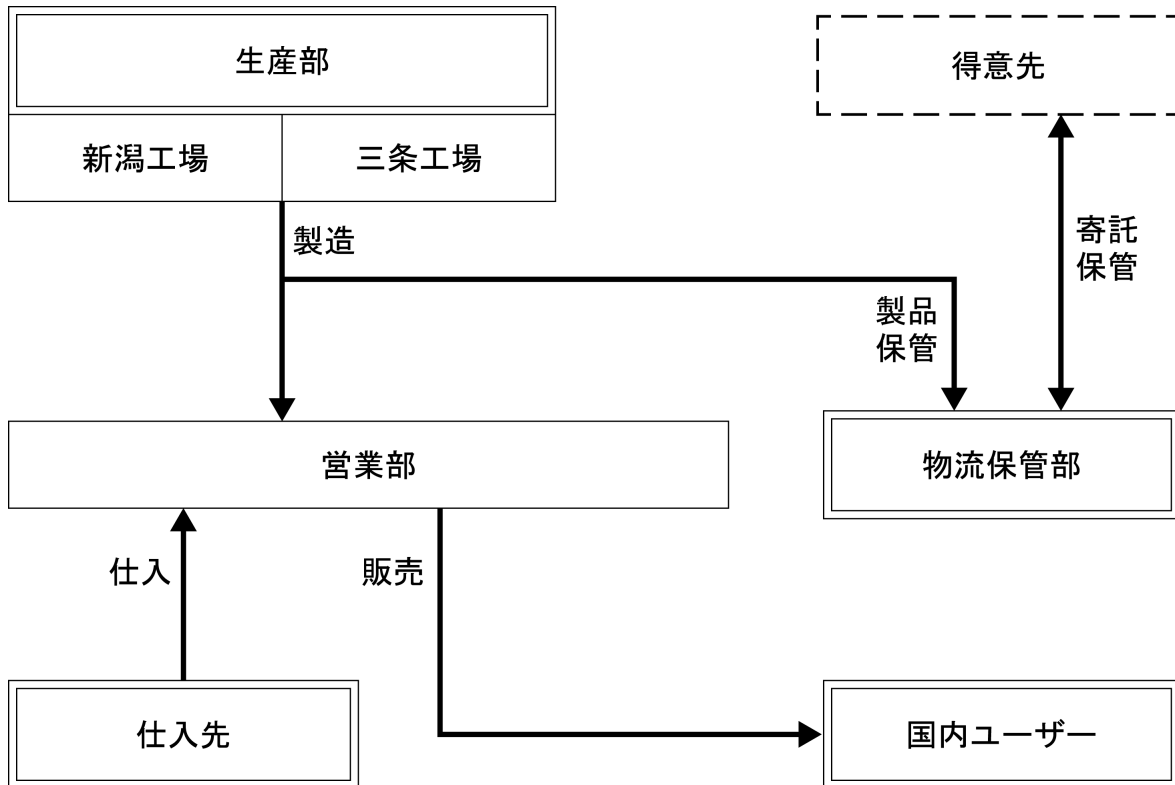 生産部
得意先
新潟工場
三条工場
製造
寄託
保管
製品
保管
営業部
物流保管部
仕入
販売
仕入先
国内ユーザー